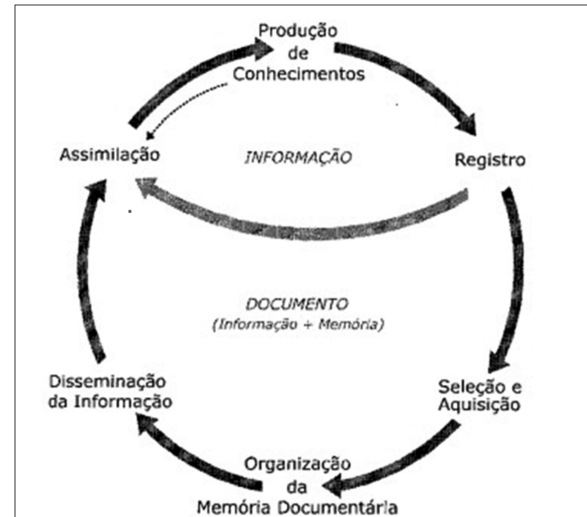 Produção
de
Conhecimentos
Assimilação
INFORMAÇÃO
Registro
DOCUMENTO
(Informação + Memória)
Disseminação
da Informação
Seleção e
Aquisição
Organização
da
Memória Documentária